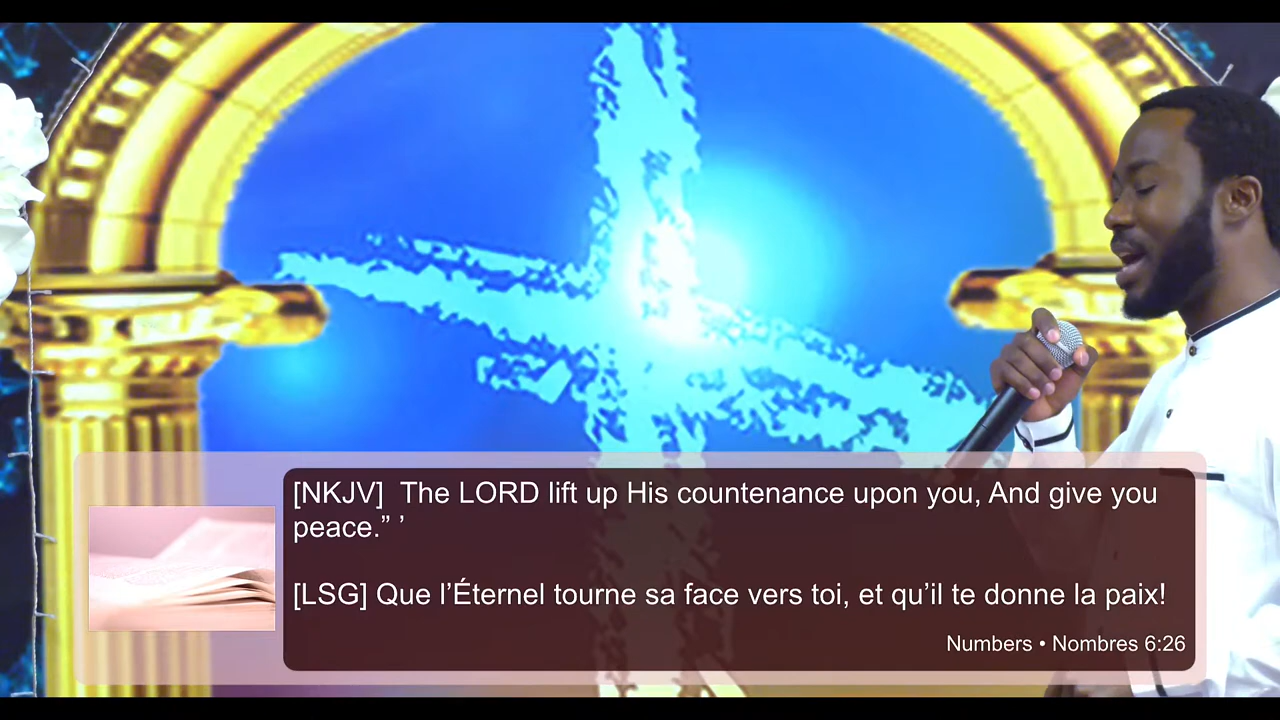 [NKJV]  The LORD lift up His countenance upon you, And give you
peace.” ’
[LSG] Que l’Éternel tourne sa face vers toi, et qu’il te donne la paix!
Numbers • Nombres 6:26